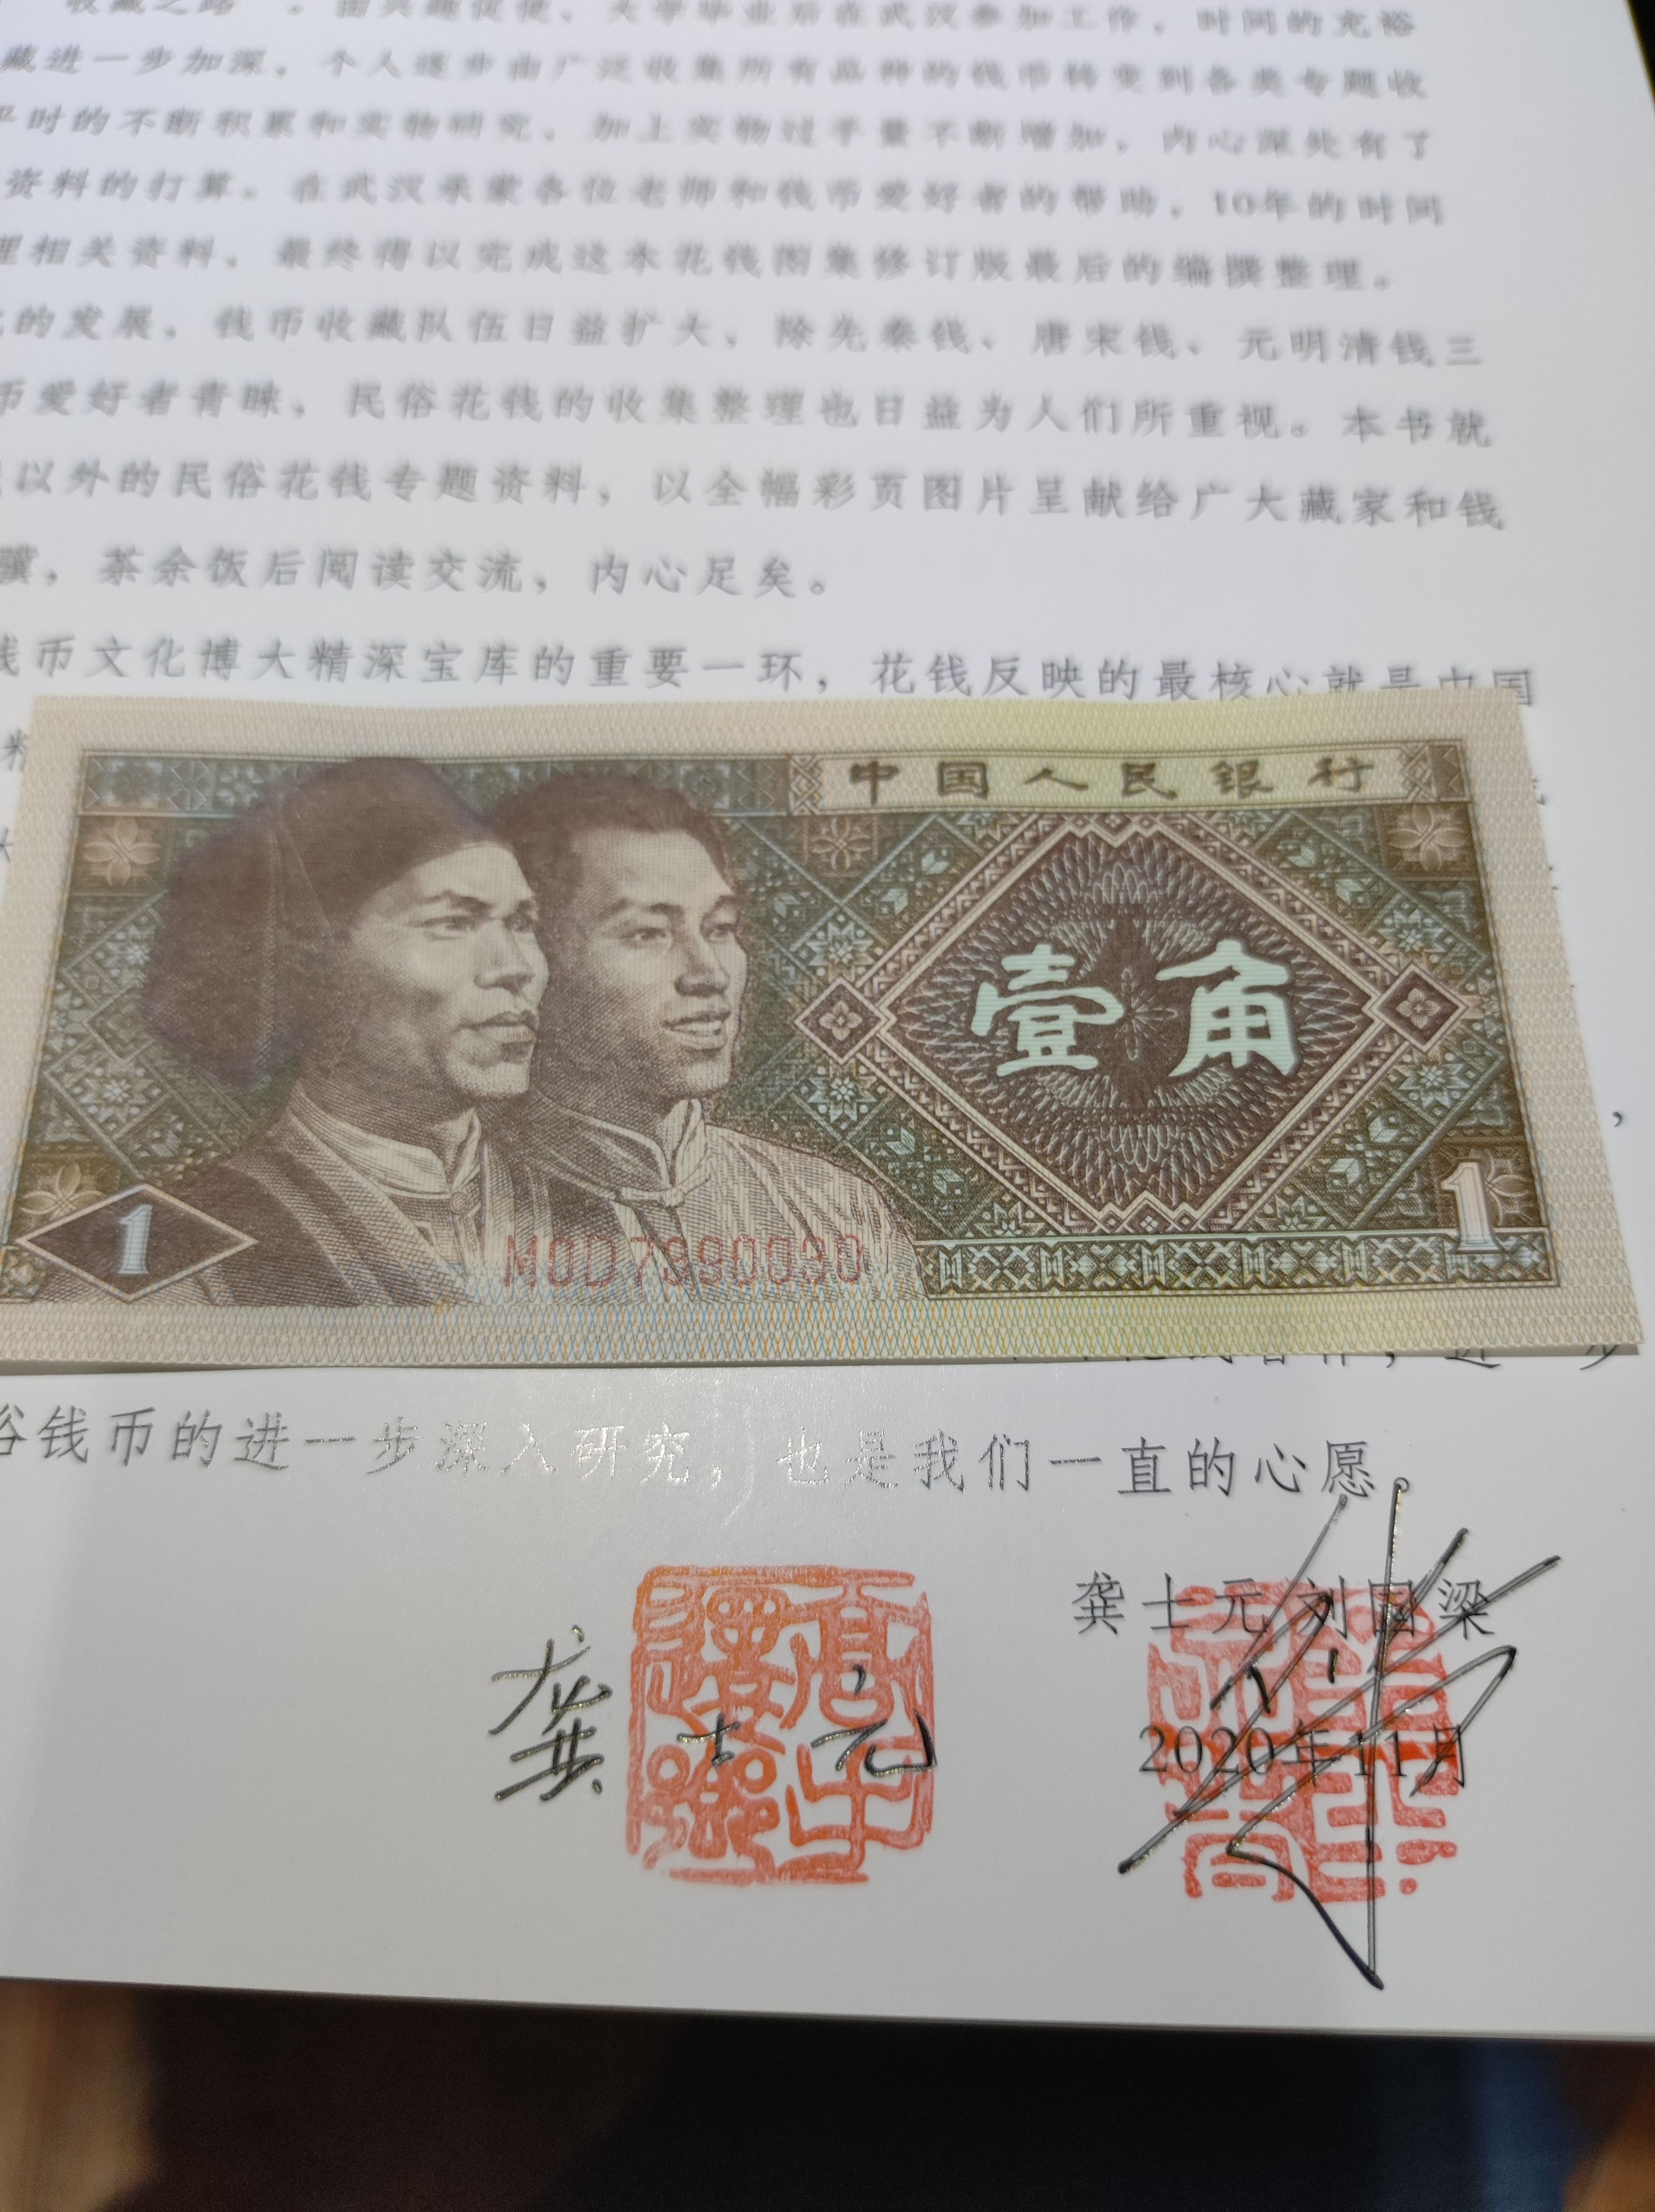 收藏之路"。由兴趣促使，大学毕业后在武汉参加工作，时间的充裕
藏进一步加深，个人逐步由广泛收集所有品种的钱币转变到各类专题收
平时的不断积累和实物研究，加上实物过手量不断增加，内心深处有了
资料的打算。在武汉承蒙各位老师和钱币爱好者的帮助，10年的时间
理相关资料，最终得以完成这本花钱图集修订版最后的编撰整理。
的发展，钱币收藏队伍日益扩大，除先秦钱、唐宋钱、元明清钱三
币爱好者青睐，民俗花钱的收集整理也日益为人们所重视。本书就
以外的民俗花钱专题资料，以全幅彩页图片呈献给广大藏家和钱
骥，茶余饭后阅读交流，内心足矣。
钱币文化博大精深宝库的重要一环，花钱反映的最核心就是中国
中国人民银行
壹角
1
1
M0D7390030
俗钱币的进一步深入研究，也是我们一直的心愿。
龚士元 刘国梁
龚士元
2020年11月